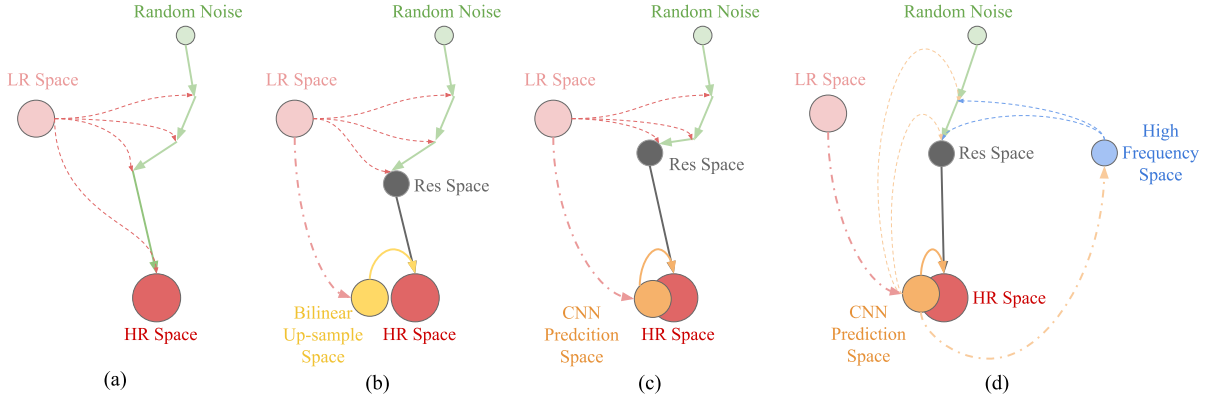 Random Noise
LR Space
HR Space
(a)
Random Noise
LR Space
Res Space
Bilinear
Up-sample
Space
HR Space
(b)
Random Noise
LR Space
Res Space
CNN
Predcition
Space
HR Space
(c)
Random Noise
LR Space
Res Space
High
Frequency
Space
CNN
Prediction
Space
HR Space
(d)